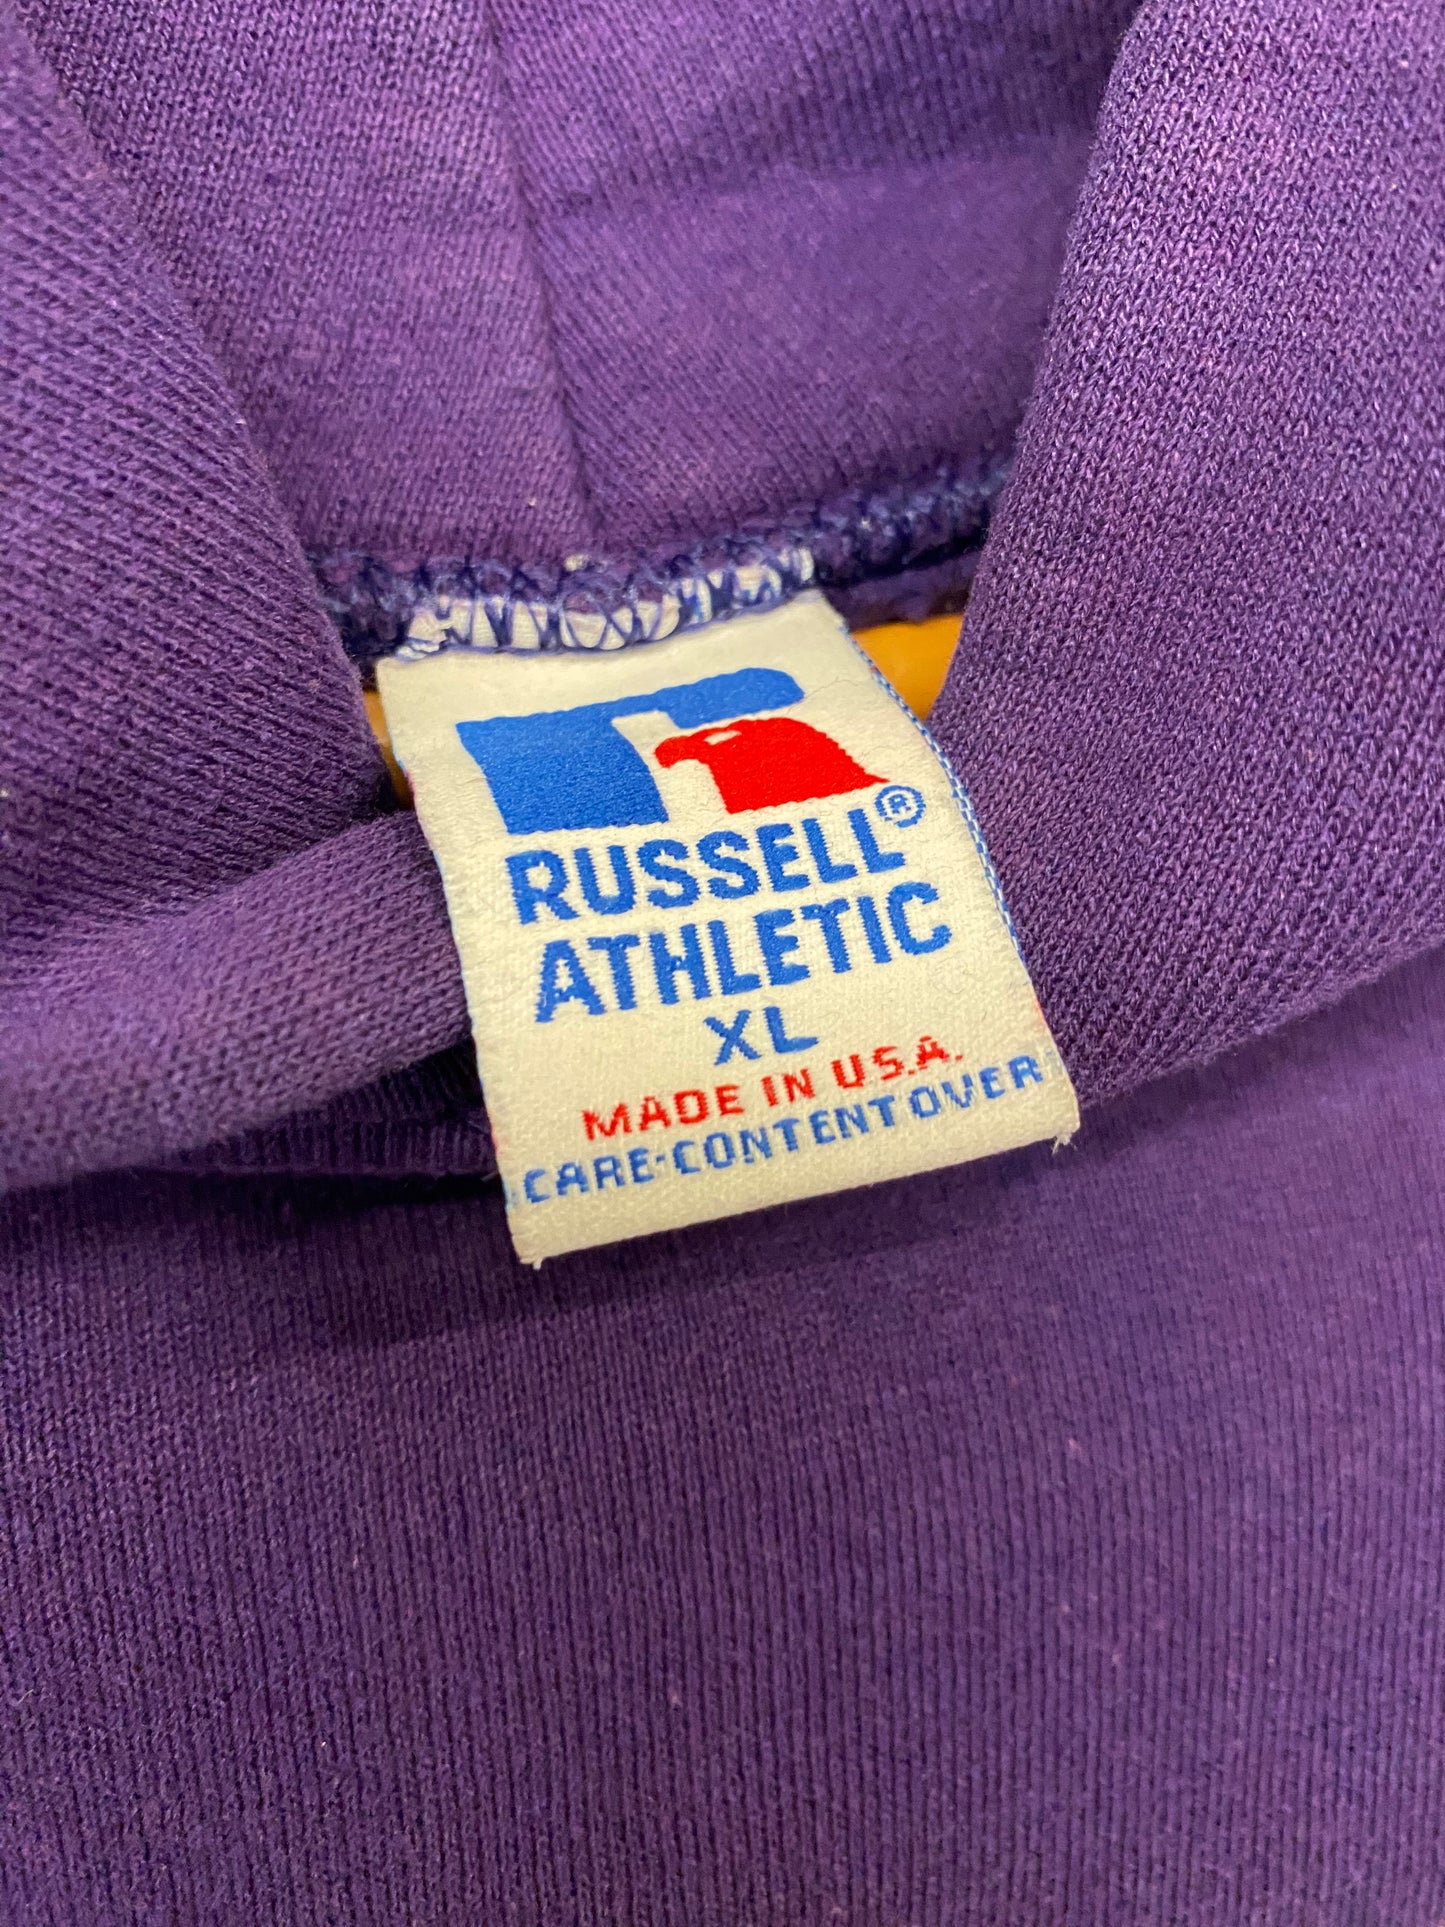 RUSSELL®
ATHLETIC
XL
MADE IN U.S.A.
CARE-CONTENT OVER